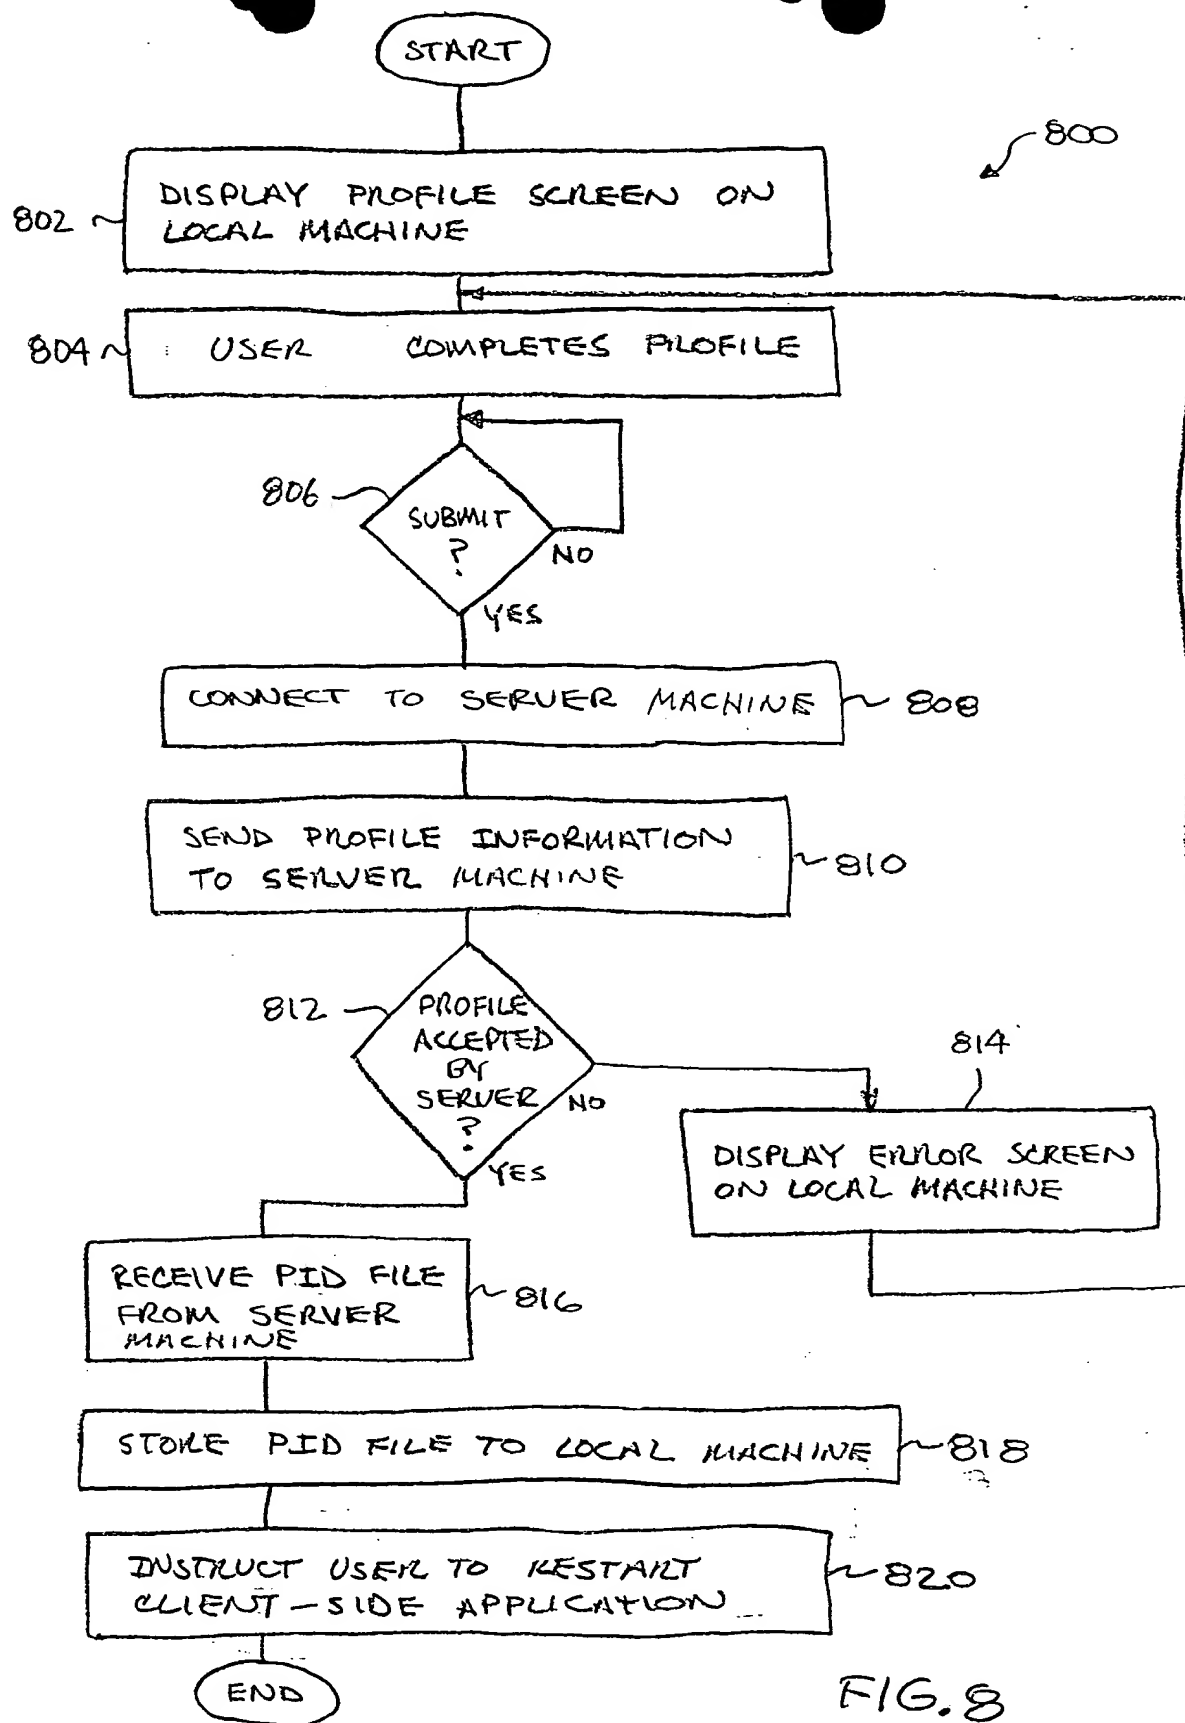 START
800
DISPLAY PROFILE SCREEN ON
LOCAL MACHINE
802
804
USER COMPLETES PROFILE
806
SUBMIT
?
NO
YES
CONNECT TO SERVER MACHINE
808
SEND PROFILE INFORMATION
TO SERVER MACHINE
810
812
PROFILE
ACCEPTED
BY
SERVER
?
NO
YES
814
DISPLAY ERROR SCREEN
ON LOCAL MACHINE
RECEIVE PID FILE
FROM SERVER
MACHINE
816
STORE PID FILE TO LOCAL MACHINE
818
INSTRUCT USER TO RESTART
CLIENT-SIDE APPLICATION
820
END
FIG. 8